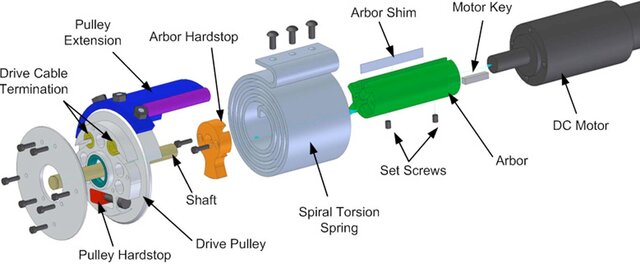 Pulley
Extension
Arbor Hardstop
Arbor Shim
Motor Key
Drive Cable
Termination
DC Motor
Arbor
Set Screws
Shaft
Spiral Torsion
Spring
Drive Pulley
Pulley Hardstop